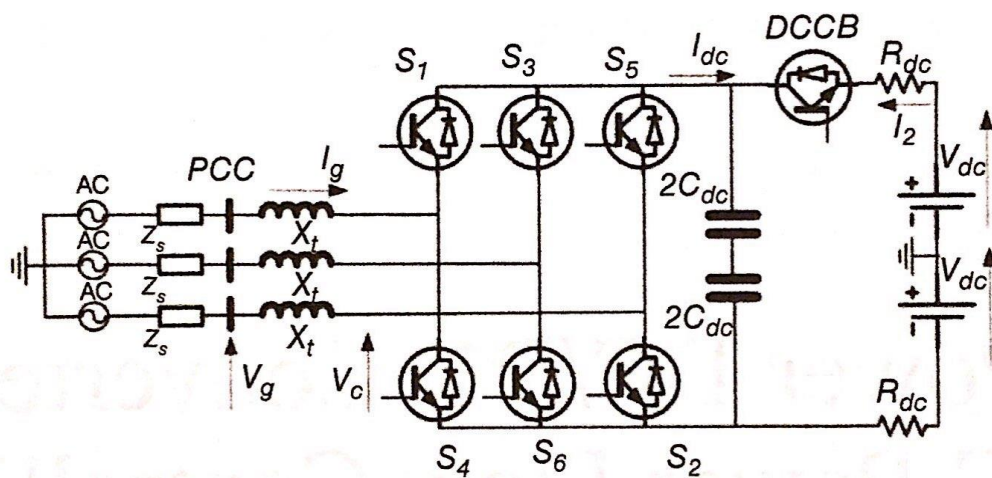 DCCB
S1 S3 S5 Idc Rdc
I2
PCC Ig 2Cdc Vdc
AC
Zs Xt
AC
Zs Xt Vdc
AC
Zs Xt 2Cdc
Vg Vc
Rdc
S4 S6 S2